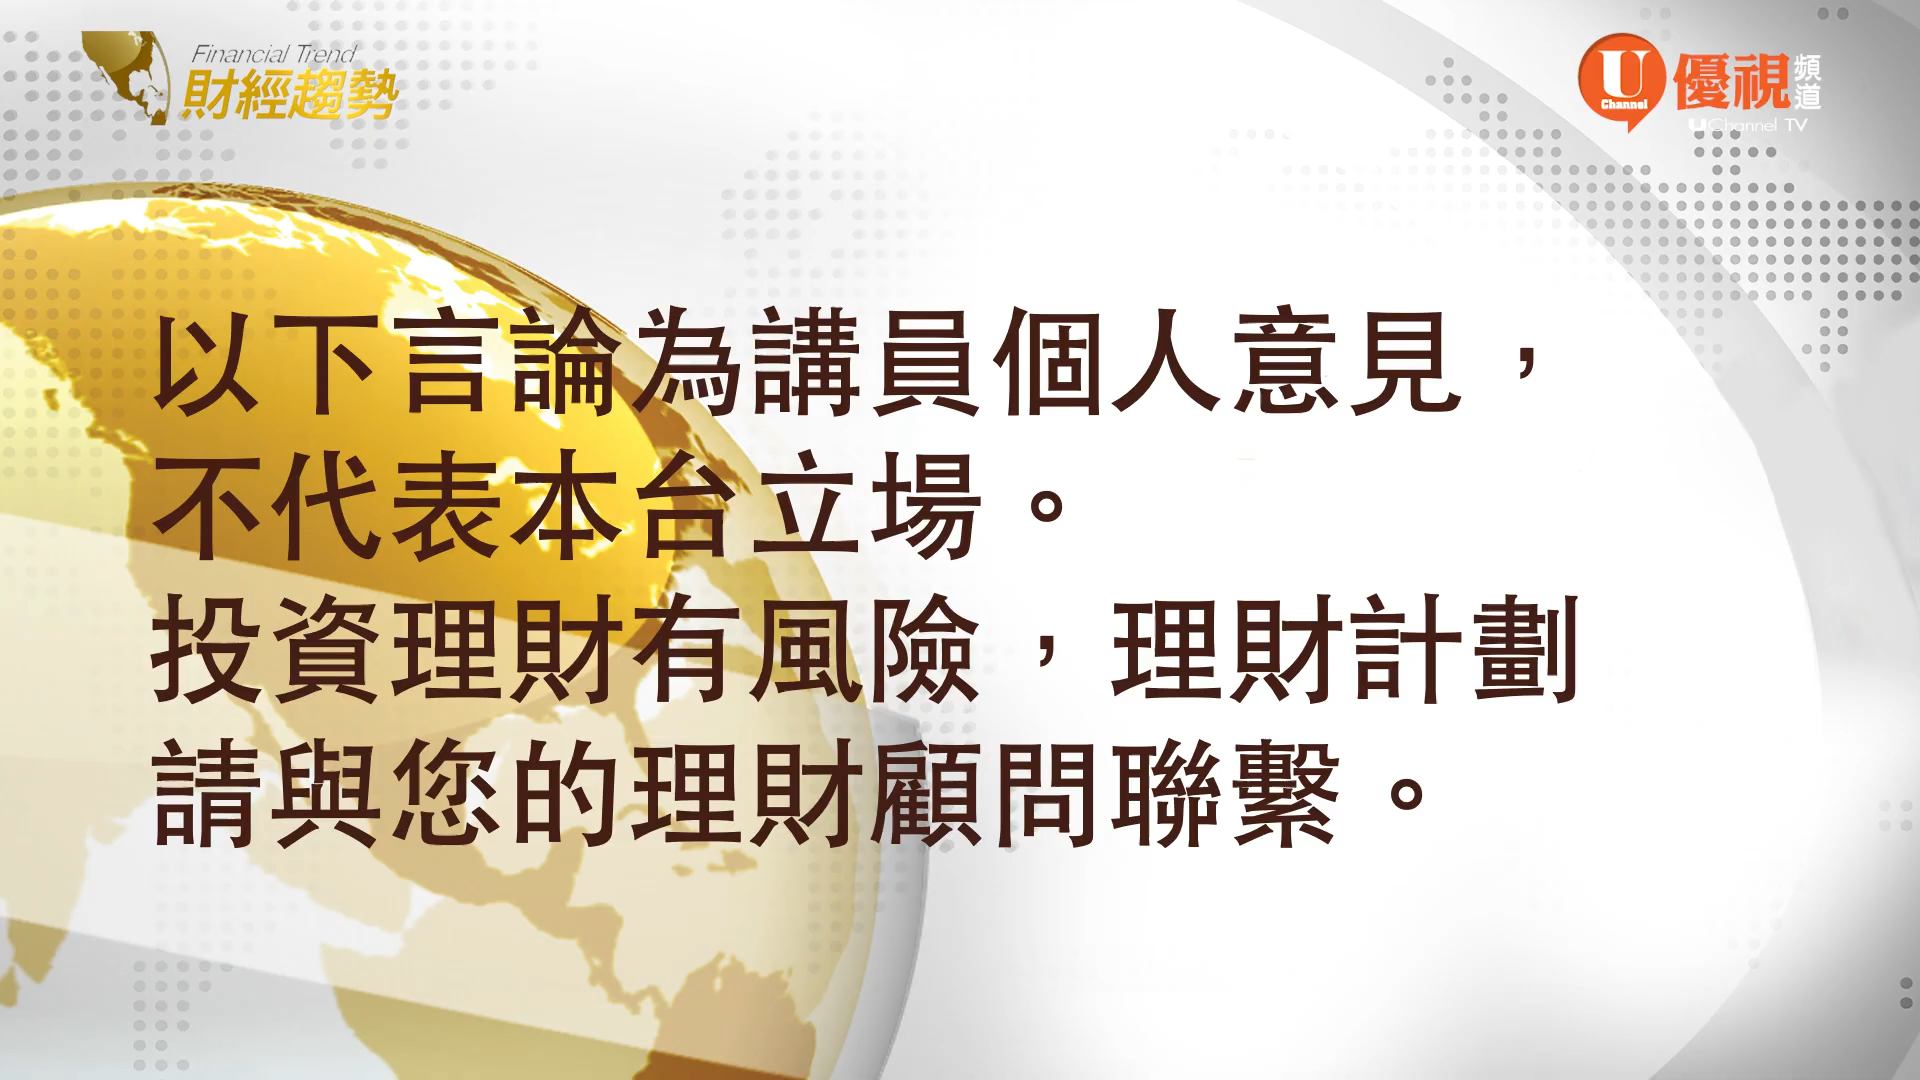 Financial Trend
財經趨勢
U
Channel
優視頻道
UChannel TV
以下言論為講員個人意見，
不代表本台立場。
投資理財有風險，理財計劃
請與您的理財顧問聯繫。